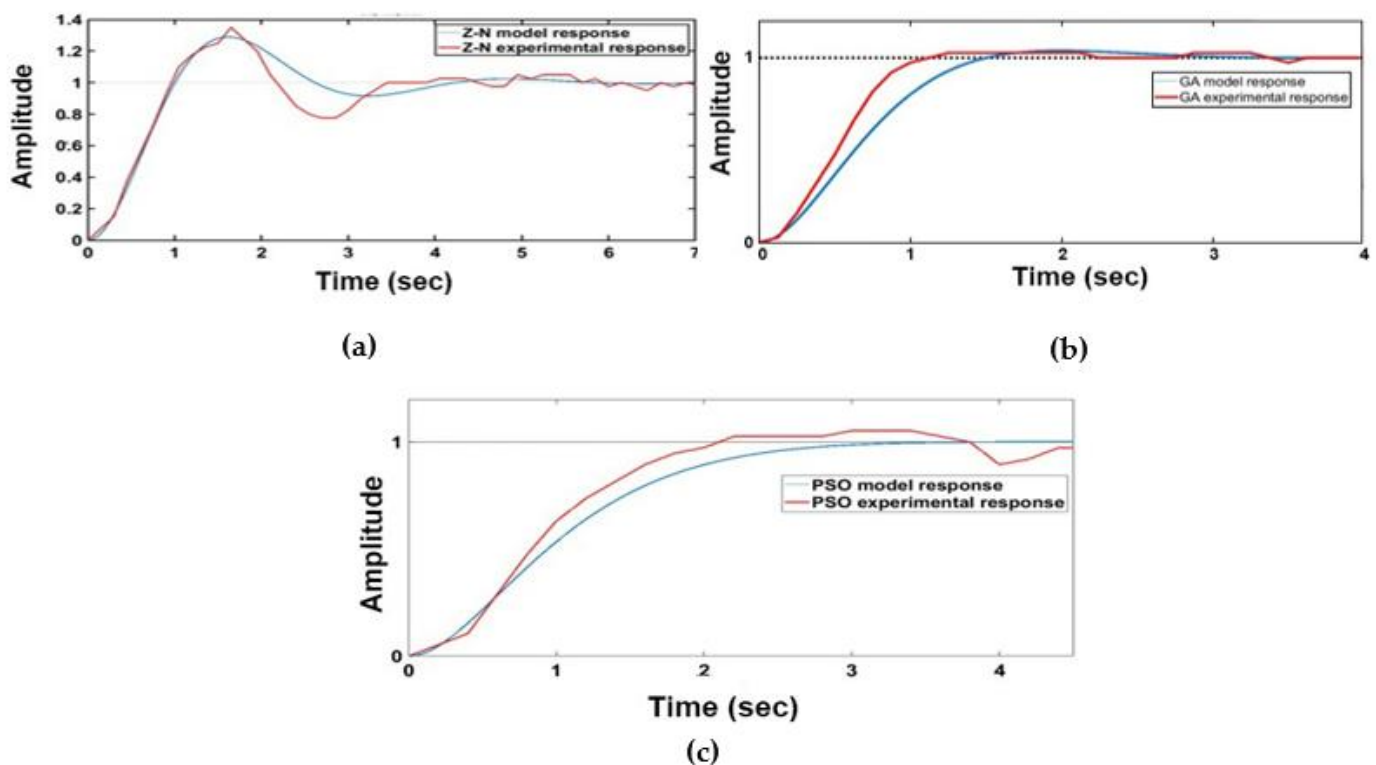 1.4
1.2
1
0.8
0.6
0.4
0.2
0
Amplitude
Z-N model response
Z-N experimental response
0 1 2 3 4 5 6 7
Time (sec)
(a)
1
0
Amplitude
GA model response
GA experimental response
0 1 2 3 4
Time (sec)
(b)
1
0
Amplitude
PSO model response
PSO experimental response
0 1 2 3 4
Time (sec)
(c)